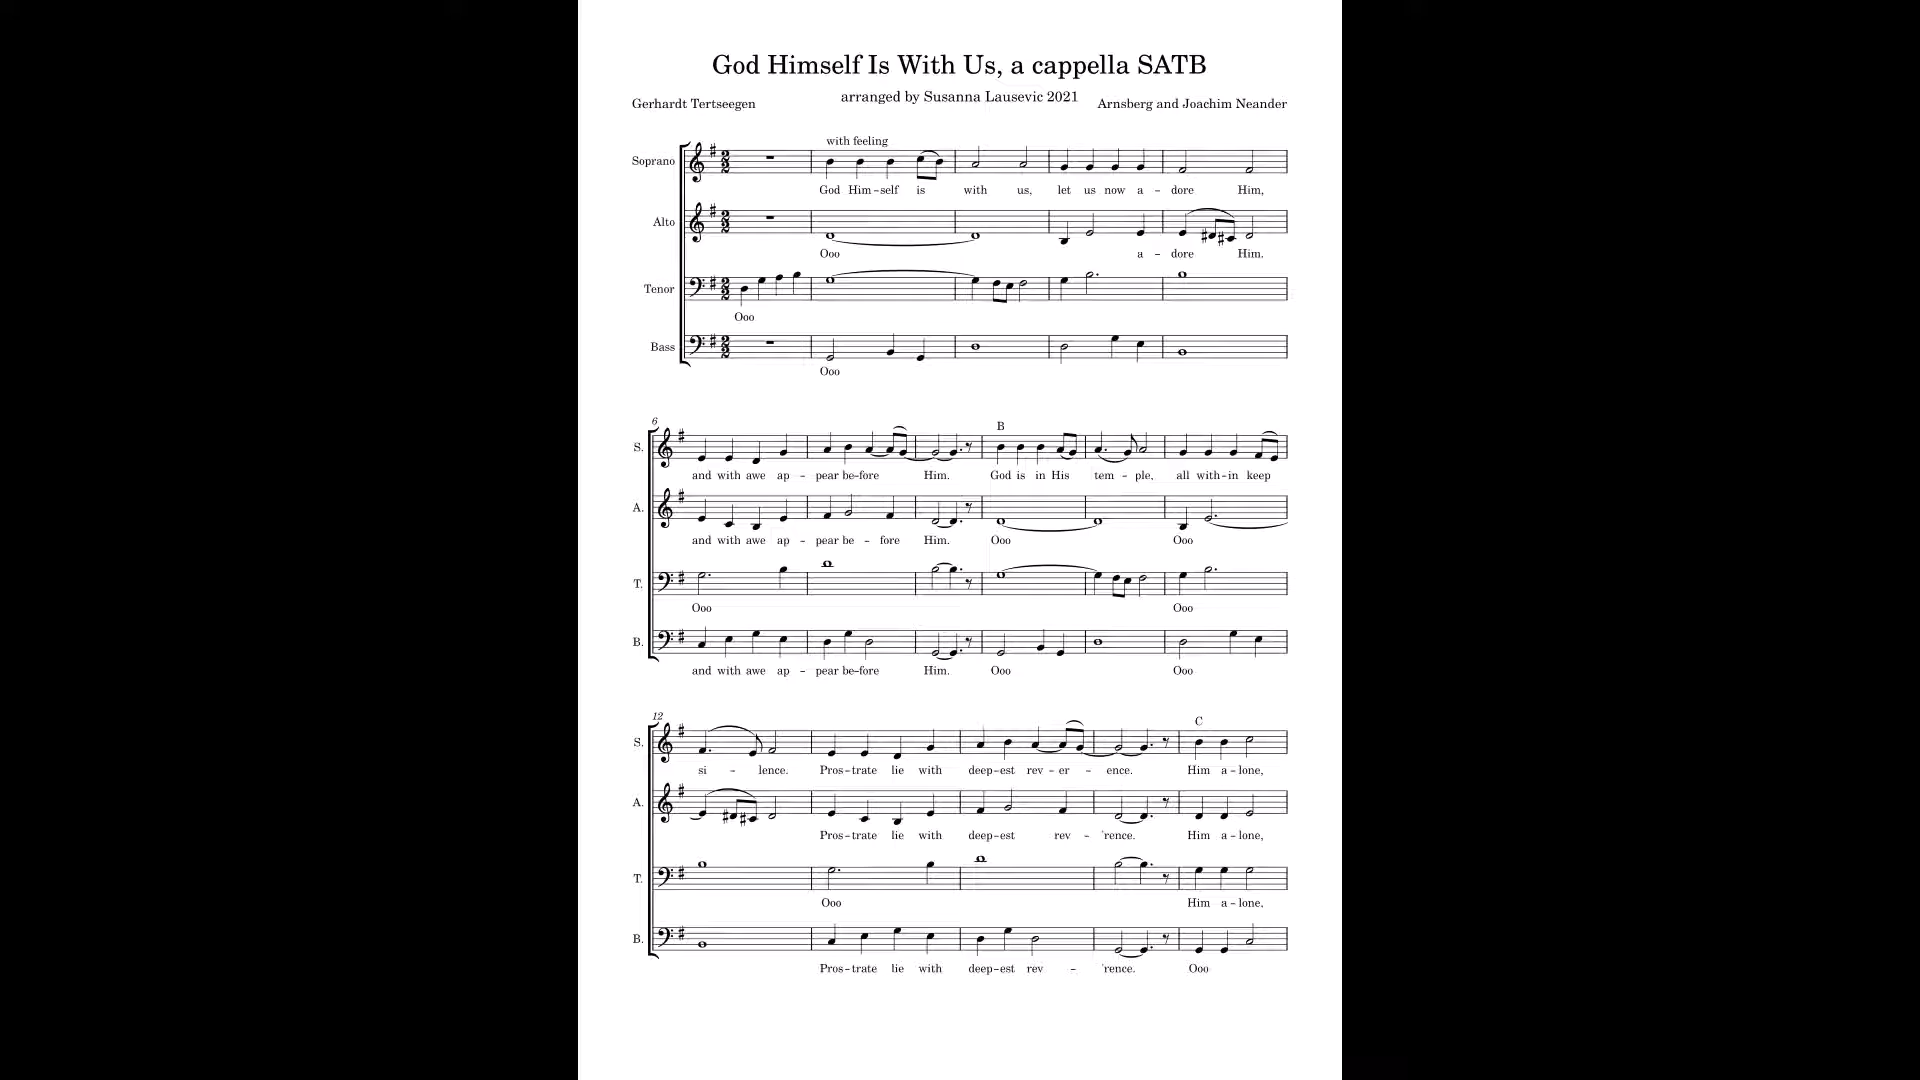 God Himself Is With Us, a cappella SATB
arranged by Susanna Lausevic 2021
Gerhardt Tertseegen
Arnsberg and Joachim Neander
with feeling
Soprano
God Him - self is with us, let us now a - dore Him,
Alto
Ooo a - dore Him.
Tenor
Ooo
Bass
Ooo
6
B
S.
and with awe ap - pear be - fore Him. God is in His tem - ple, all with - in keep
A.
and with awe ap - pear be - fore Him. Ooo Ooo
T.
Ooo Ooo
B.
and with awe ap - pear be - fore Him. Ooo Ooo
12
C
S.
si - lence. Pros - trate lie with deep - est rev - er - ence. Him a - lone,
A.
Pros - trate lie with deep - est rev - 'rence. Him a - lone,
T.
Ooo Him a - lone,
B.
Pros - trate lie with deep - est rev - 'rence. Ooo